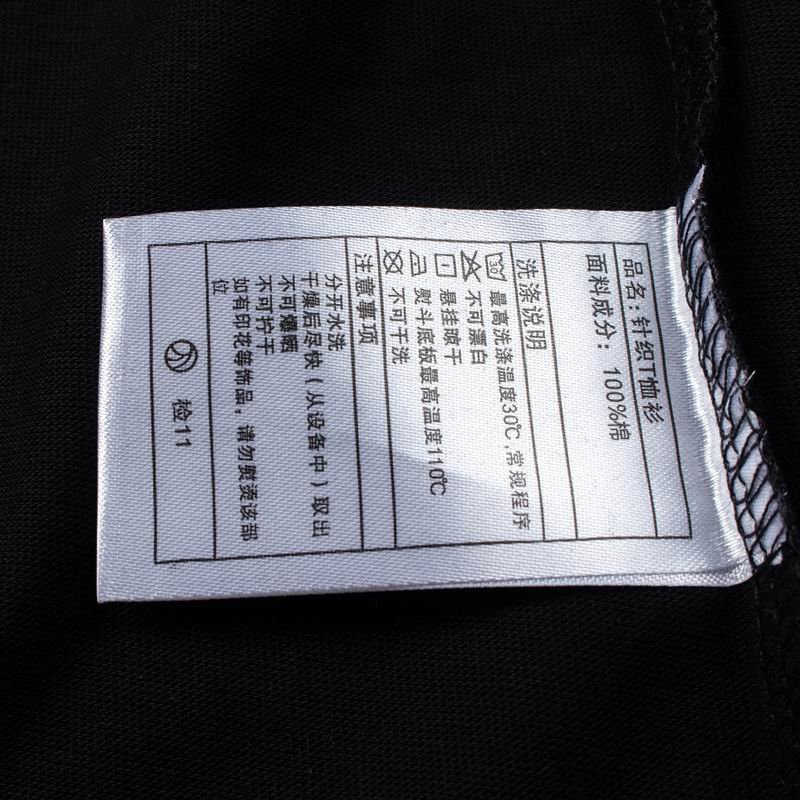 品名：针织T恤衫
面料成分： 100%棉
洗涤说明
30 最高洗涤温度30℃,常规程序
不可漂白
悬挂晾干
熨斗底板最高温度110℃
不可干洗
注意事项
分开水洗
干燥后尽快（从设备中）取出
不可爆晒
不可拧干
如有印花等饰品，请勿熨烫该部
位
检11